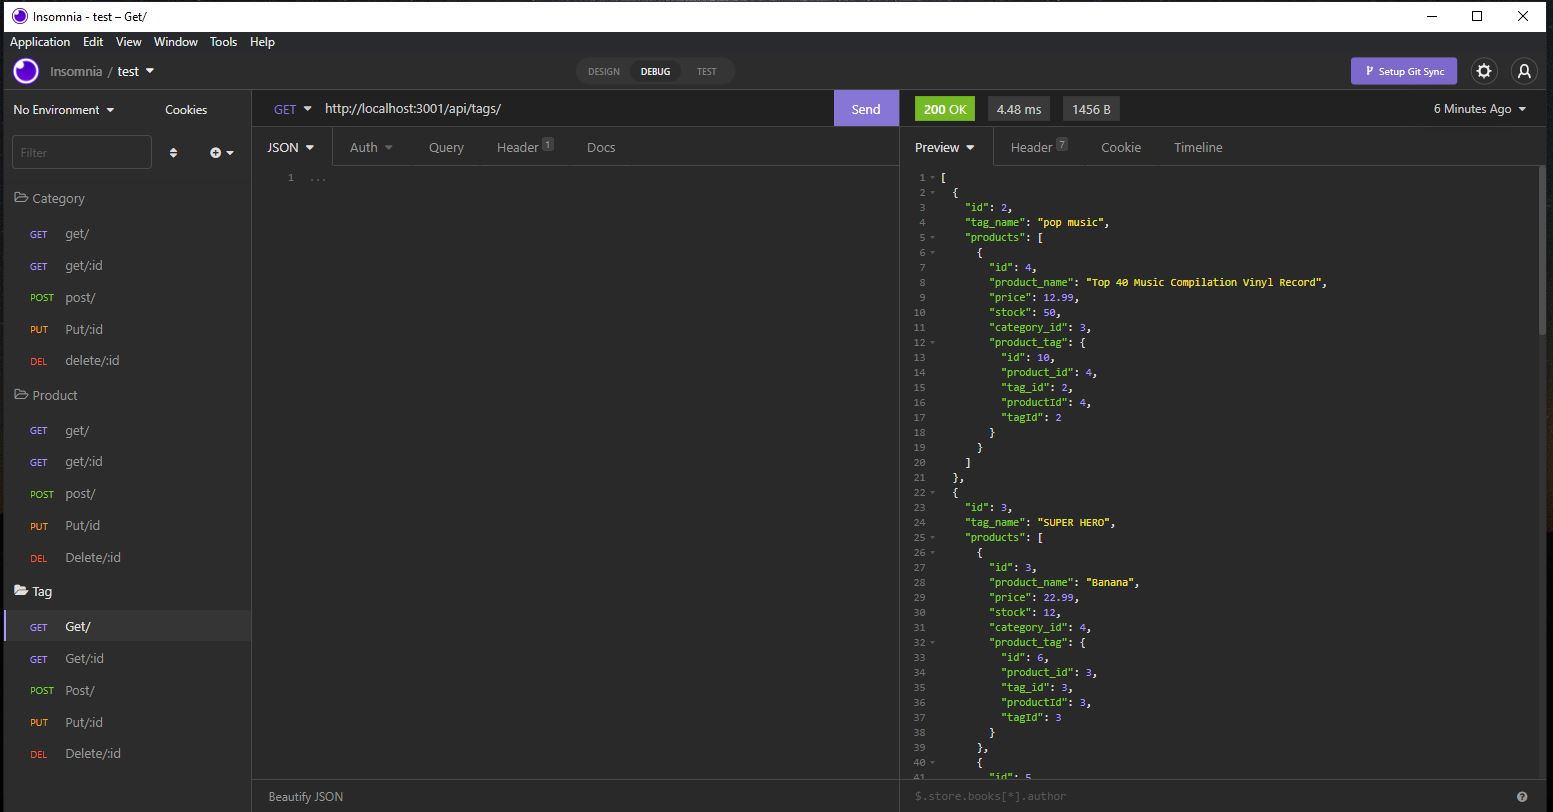 Insomnia - test – Get/
Application Edit View Window Tools Help
Insomnia / test
DESIGN DEBUG TEST
Setup Git Sync
No Environment
Cookies
GET http://localhost:3001/api/tags/
Send
200 OK
4.48 ms
1456 B
6 Minutes Ago
Filter
JSON Auth Query Header 1 Docs
Preview Header 7 Cookie Timeline
Category
GET get/
GET get/:id
POST post/
PUT Put/:id
DEL delete/:id
Product
GET get/
GET get/:id
POST post/
PUT Put/id
DEL Delete/:id
Tag
GET Get/
GET Get/:id
POST Post/
PUT Put/:id
DEL Delete/:id
1 ...
Beautify JSON
1 [
2 {
3 "id": 2,
4 "tag_name": "pop music",
5 "products": [
6 {
7 "id": 4,
8 "product_name": "Top 40 Music Compilation Vinyl Record",
9 "price": 12.99,
10 "stock": 50,
11 "category_id": 3,
12 "product_tag": {
13 "id": 10,
14 "product_id": 4,
15 "tag_id": 2,
16 "productId": 4,
17 "tagId": 2
18 }
19 }
20 ]
21 },
22 {
23 "id": 3,
24 "tag_name": "SUPER HERO",
25 "products": [
26 {
27 "id": 3,
28 "product_name": "Banana",
29 "price": 22.99,
30 "stock": 12,
31 "category_id": 4,
32 "product_tag": {
33 "id": 6,
34 "product_id": 3,
35 "tag_id": 3,
36 "productId": 3,
37 "tagId": 3
38 }
39 },
40 {
41 "id": 5
$.store.books[*].author